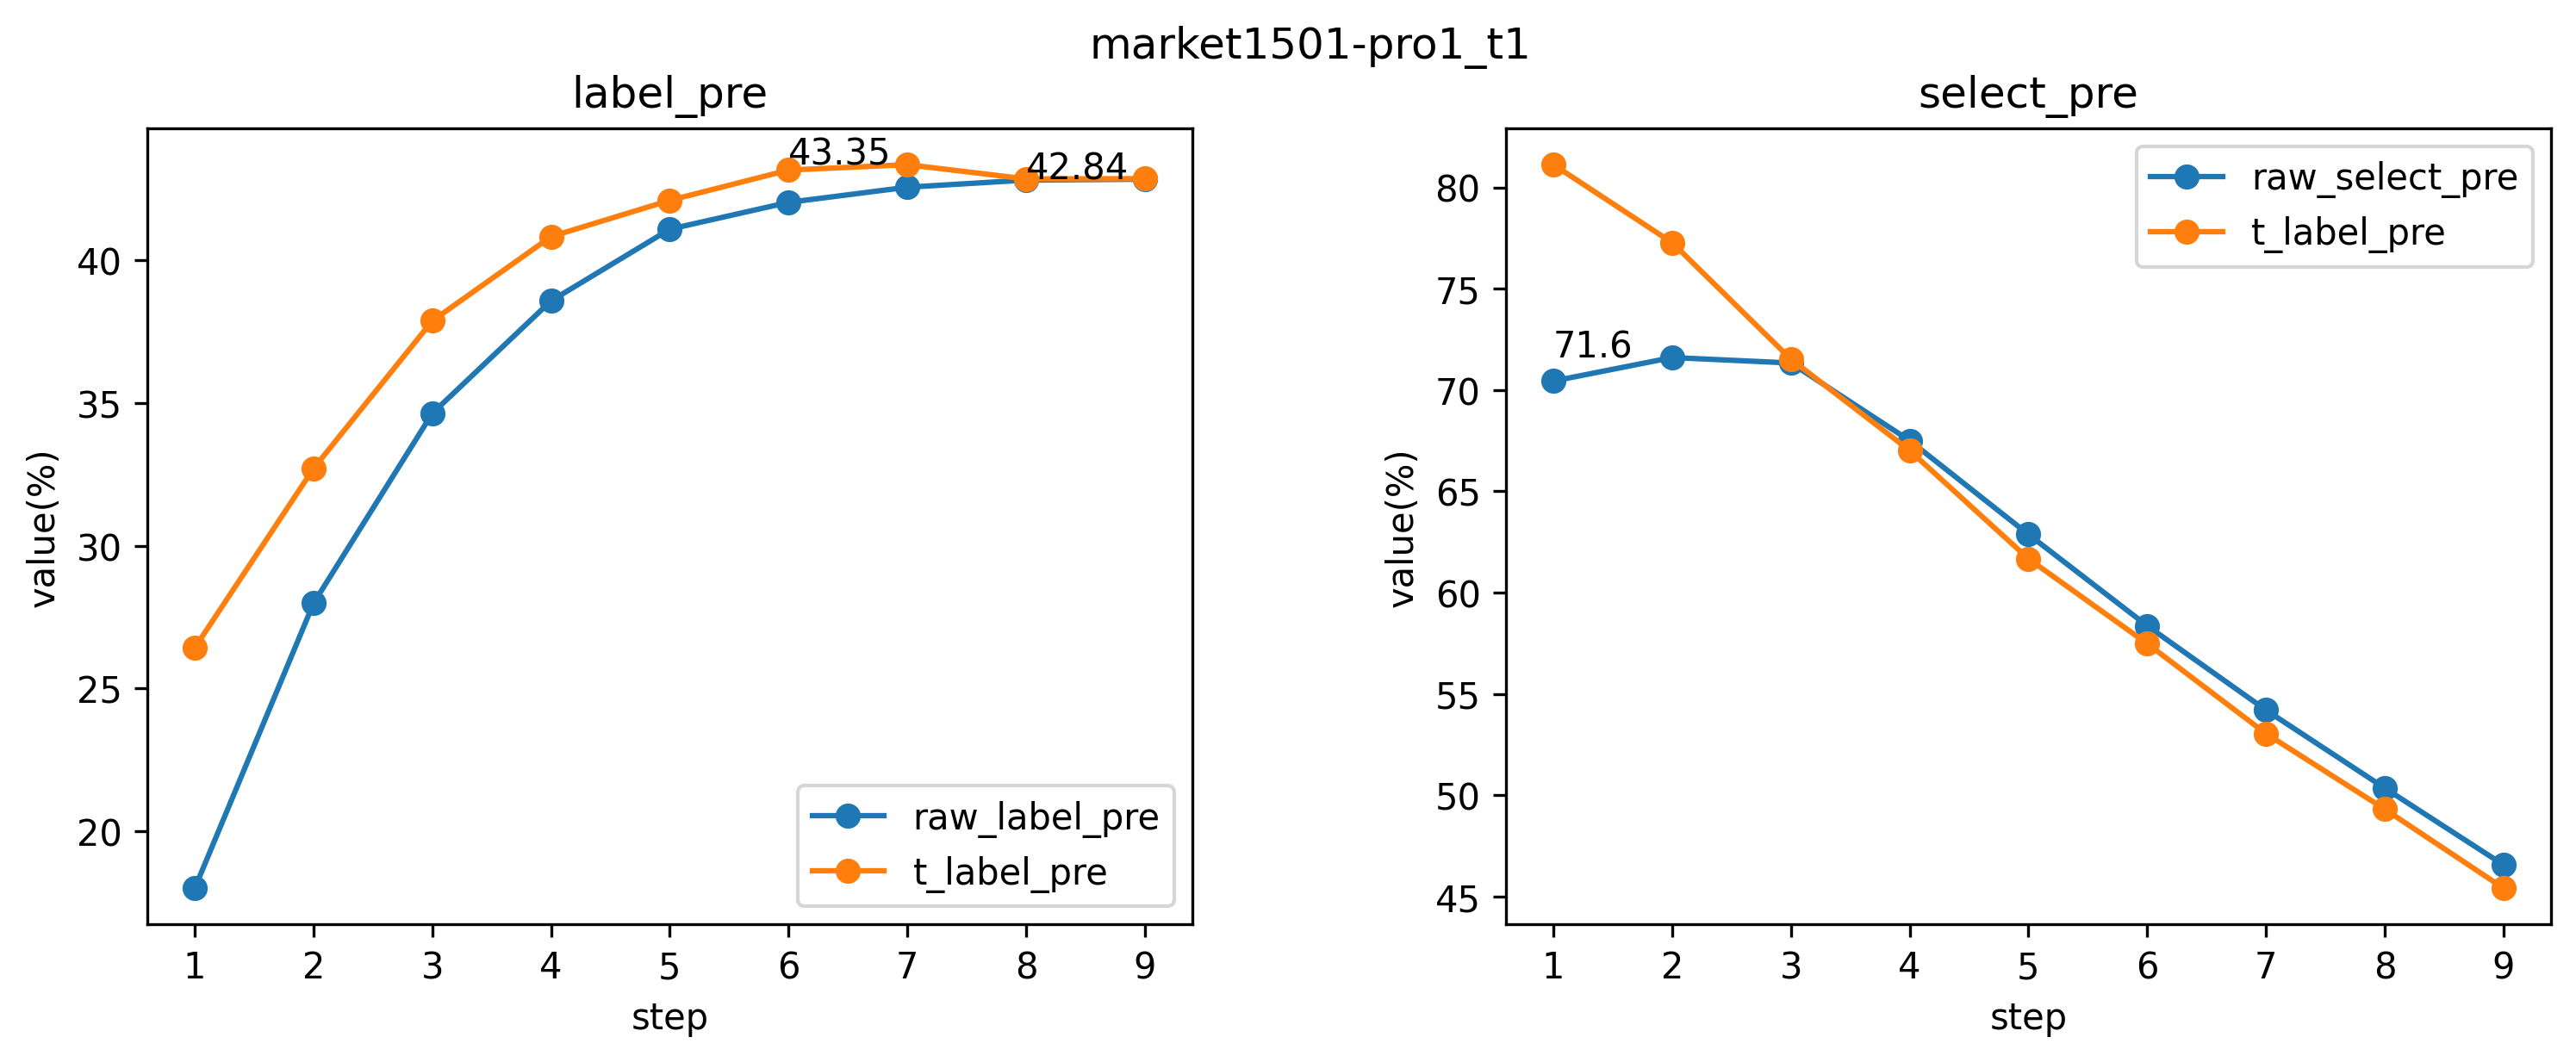 market1501-pro1_t1
label_pre
43.35
42.84
40
35
30
25
20
value(%)
raw_label_pre
t_label_pre
1 2 3 4 5 6 7 8 9
step
select_pre
raw_select_pre
t_label_pre
71.6
80
75
70
65
60
55
50
45
value(%)
1 2 3 4 5 6 7 8 9
step